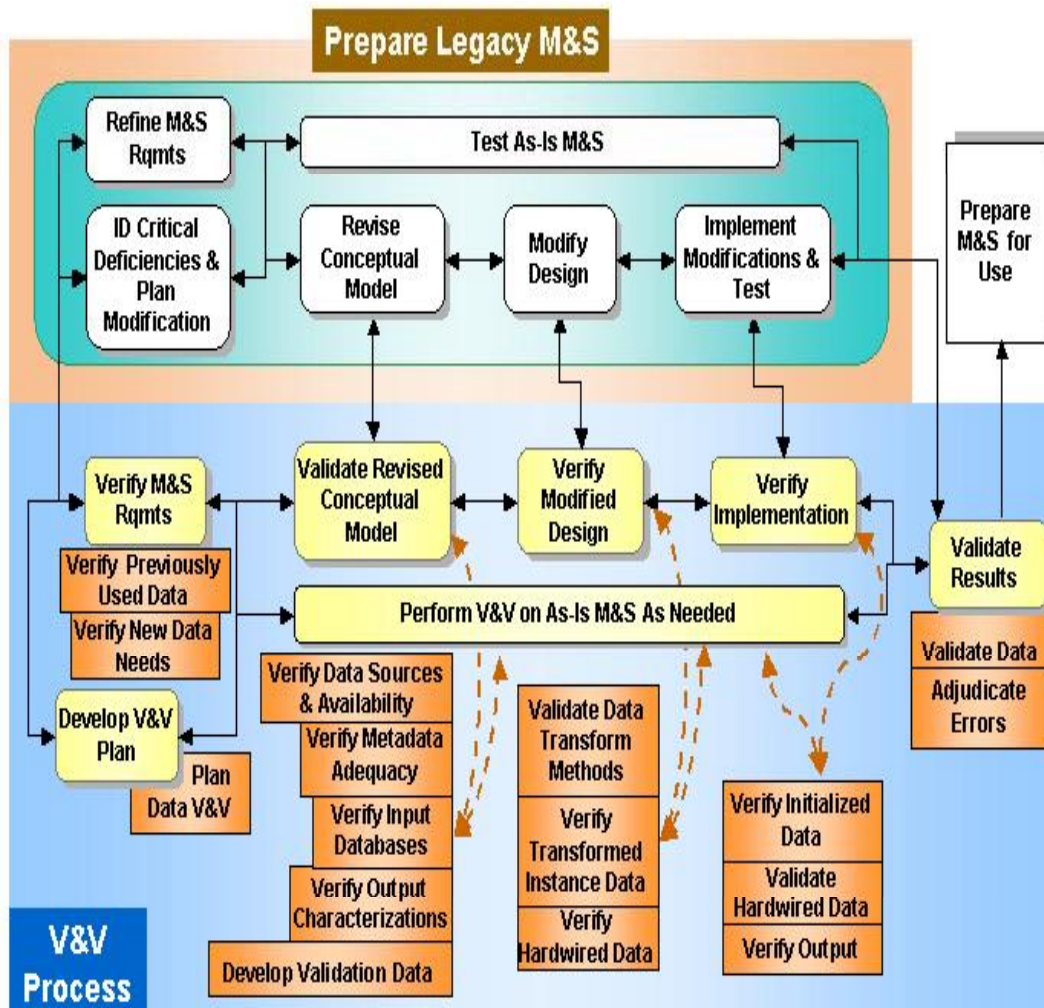 Prepare Legacy M&S
Refine M&S
Rqmts
Test As-Is M&S
ID Critical
Deficiencies &
Plan
Modification
Revise
Conceptual
Model
Modify
Design
Implement
Modifications &
Test
Prepare
M&S for
Use
Verify M&S
Rqmts
Validate Revised
Conceptual
Model
Verify
Modified
Design
Verify
Implementation
Validate
Results
Verify Previously
Used Data
Verify New Data
Needs
Perform V&V on As-Is M&S As Needed
Validate Data
Adjudicate
Errors
Develop V&V
Plan
Plan
Data V&V
Verify Data Sources
& Availability
Verify Metadata
Adequacy
Verify Input
Databases
Verify Output
Characterizations
Develop Validation Data
Validate Data
Transform
Methods
Verify
Transformed
Instance Data
Verify
Hardwired Data
Verify Initialized
Data
Validate
Hardwired Data
Verify Output
V&V
Process